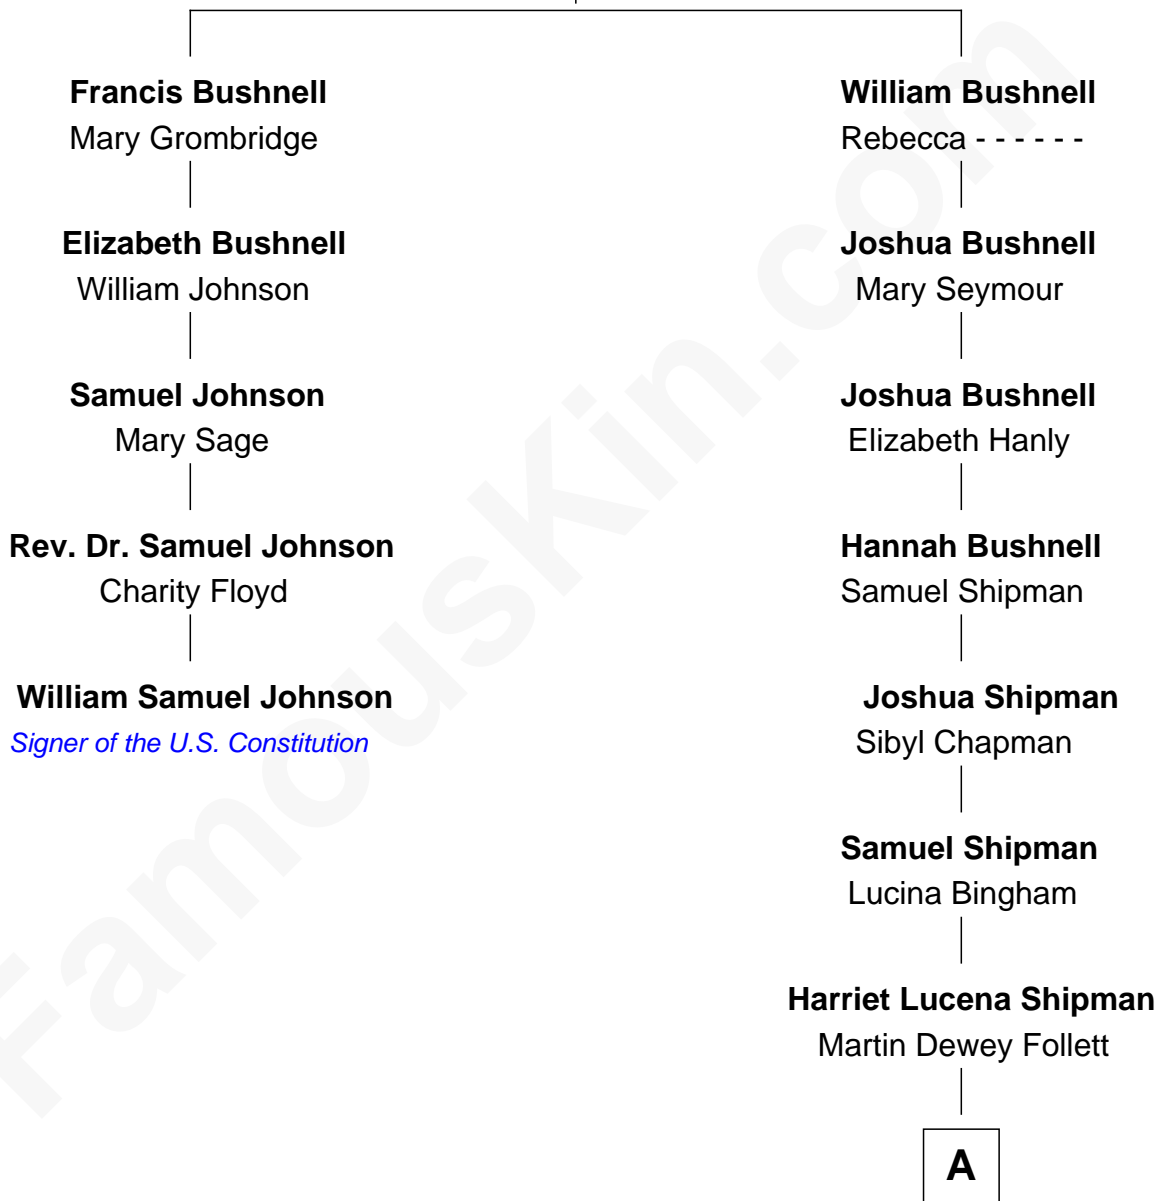 Francis Bushnell
Mary Grombridge
Elizabeth Bushnell
William Johnson
Samuel Johnson
Mary Sage
Rev. Dr. Samuel Johnson
Charity Floyd
William Samuel Johnson
Signer of the U.S. Constitution
William Bushnell
Rebecca - - - - - -
Joshua Bushnell
Mary Seymour
Joshua Bushnell
Elizabeth Hanly
Hannah Bushnell
Samuel Shipman
Joshua Shipman
Sibyl Chapman
Samuel Shipman
Lucina Bingham
Harriet Lucena Shipman
Martin Dewey Follett
A
FamousKin.com